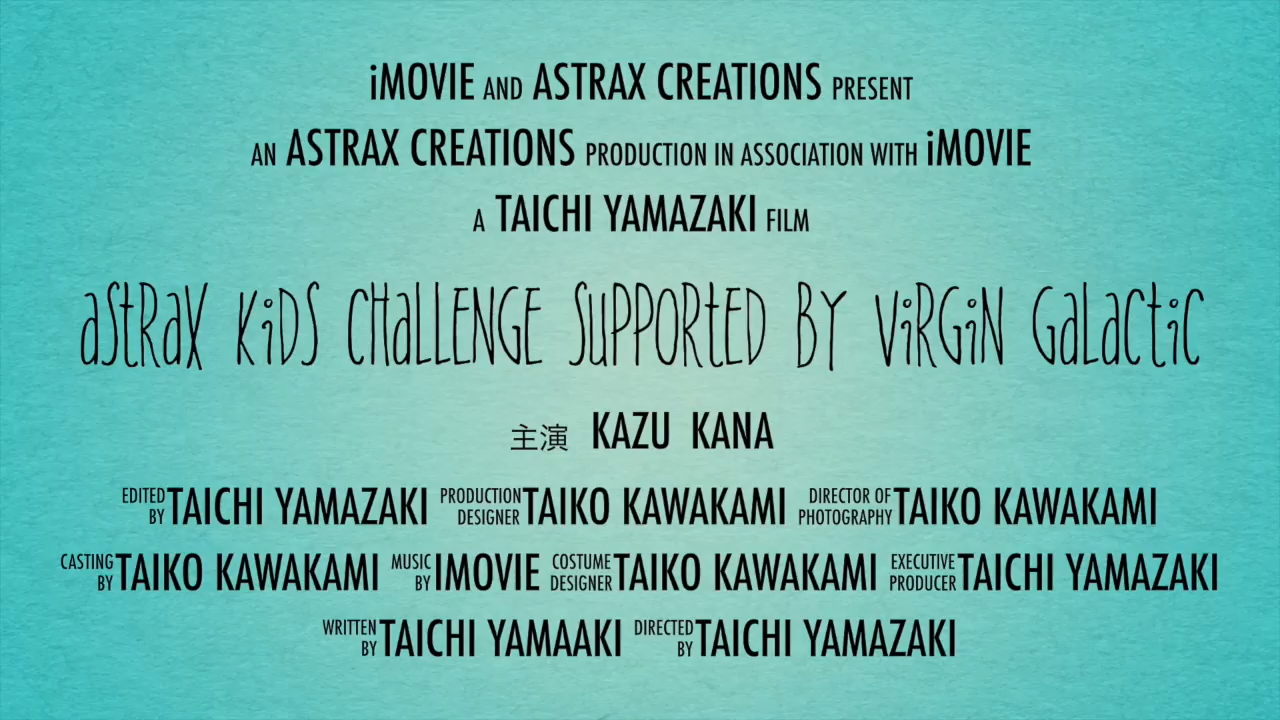 iMOVIE AND ASTRAX CREATIONS PRESENT
AN ASTRAX CREATIONS PRODUCTION IN ASSOCIATION WITH iMOVIE
A TAICHI YAMAZAKI FILM
aStRaX KiDS CHaLLENGE SuPPORtED BY ViRGiN GaLaCtiC
主演 KAZU KANA
EDITED BY TAICHI YAMAZAKI PRODUCTION DESIGNER TAIKO KAWAKAMI DIRECTOR OF PHOTOGRAPHY TAIKO KAWAKAMI
CASTING BY TAIKO KAWAKAMI MUSIC BY IMOVIE COSTUME DESIGNER TAIKO KAWAKAMI EXECUTIVE PRODUCER TAICHI YAMAZAKI
WRITTEN BY TAICHI YAMAAKI DIRECTED BY TAICHI YAMAZAKI